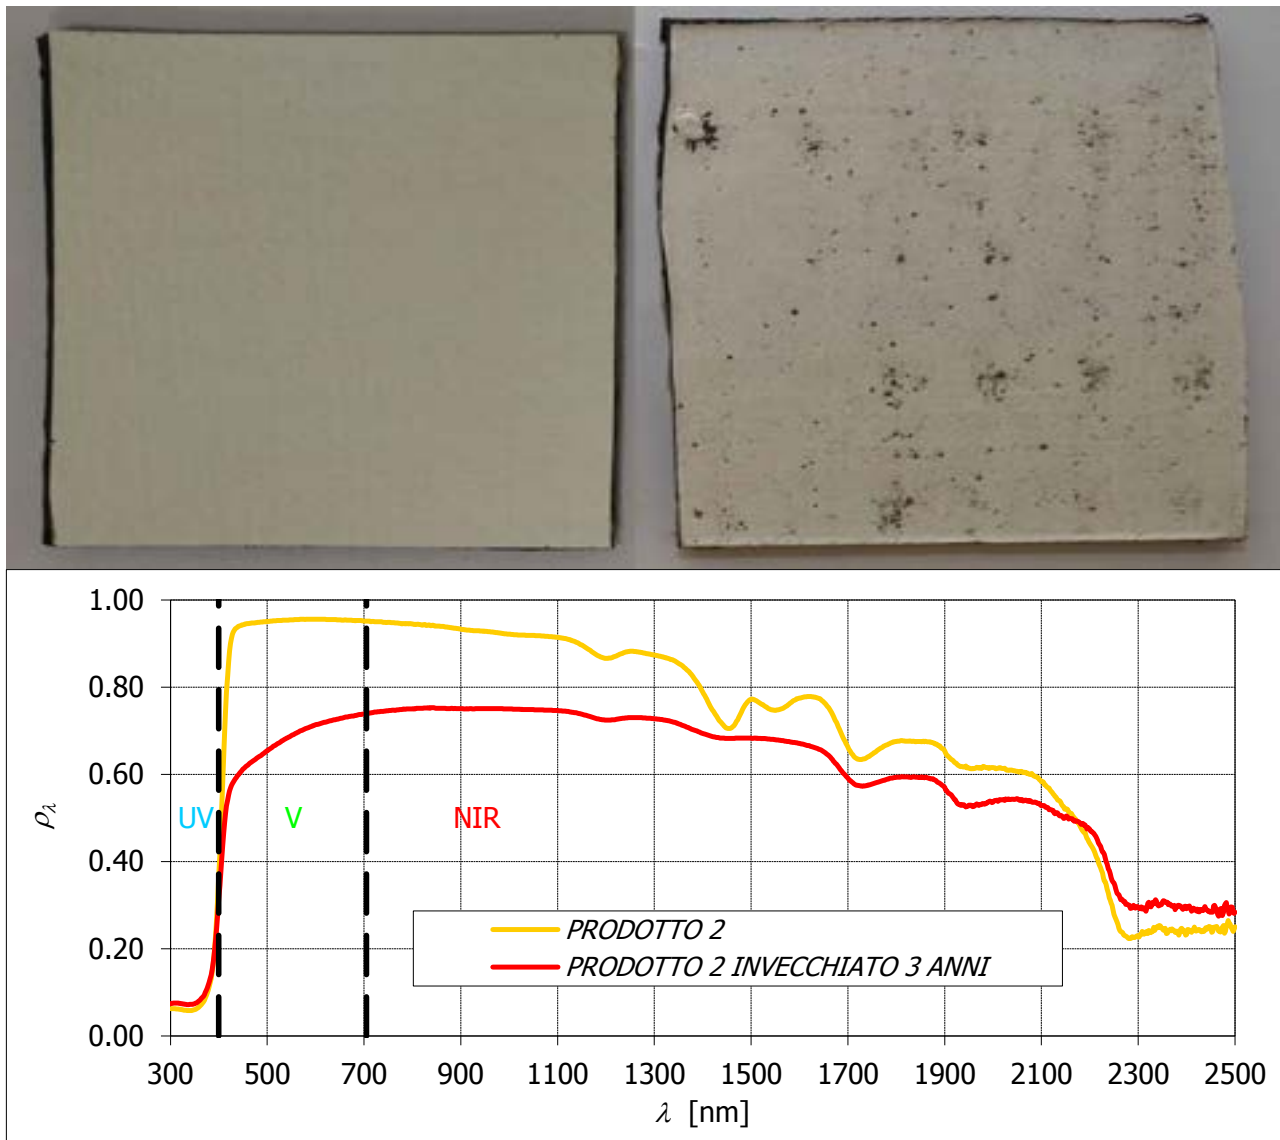 1.00
0.80
0.60
0.40
0.20
0.00
ρλ
UV V NIR
PRODOTTO 2
PRODOTTO 2 INVECCHIATO 3 ANNI
300 500 700 900 1100 1300 1500 1700 1900 2100 2300 2500
λ [nm]